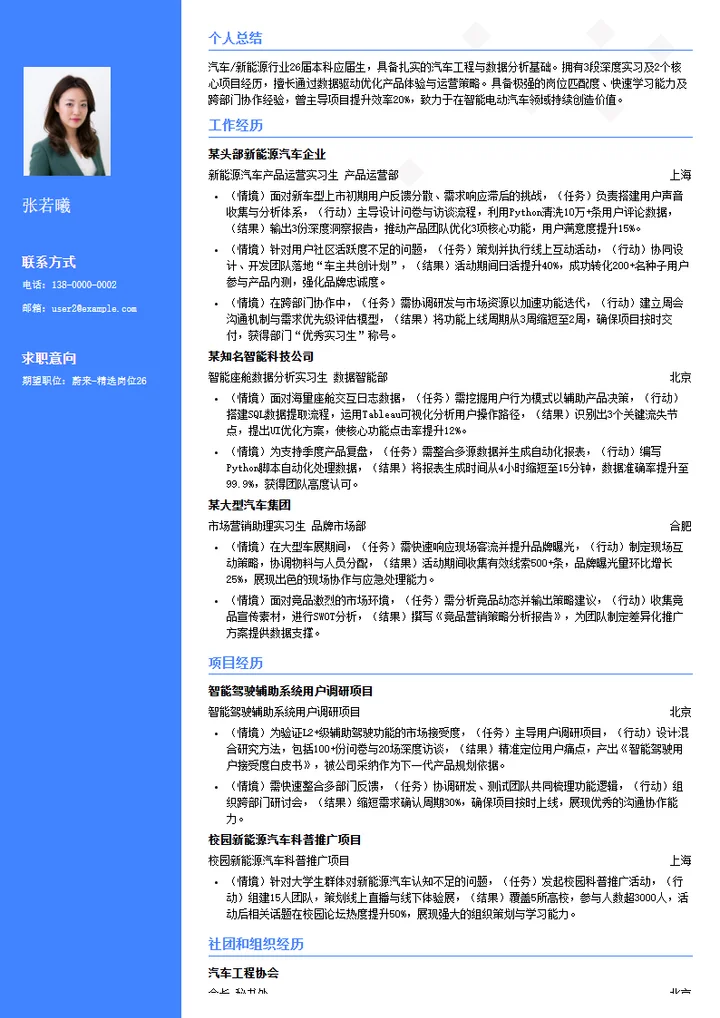 张若曦
联系方式
电话：138-0000-0002
邮箱：user2@example.com
求职意向
期望职位：蔚来-精选岗位26
个人总结
汽车/新能源行业26届本科应届生，具备扎实的汽车工程与数据分析基础。拥有3段深度实习及2个核
心项目经历，擅长通过数据驱动优化产品体验与运营策略。具备极强的岗位匹配度、快速学习能力及
跨部门协作经验，曾主导项目提升效率20%，致力于在智能电动汽车领域持续创造价值。
工作经历
某头部新能源汽车企业
新能源汽车产品运营实习生 产品运营部 上海
• （情境）面对新车型上市初期用户反馈分散、需求响应滞后的挑战，（任务）负责搭建用户声音
收集与分析体系，（行动）主导设计问卷与访谈流程，利用Python清洗10万+条用户评论数据，
（结果）输出3份深度洞察报告，推动产品团队优化3项核心功能，用户满意度提升15%。
• （情境）针对用户社区活跃度不足的问题，（任务）策划并执行线上互动活动，（行动）协同设
计、开发团队落地“车主共创计划”，（结果）活动期间日活提升40%，成功转化200+名种子用户
参与产品内测，强化品牌忠诚度。
• （情境）在跨部门协作中，（任务）需协调研发与市场资源以加速功能迭代，（行动）建立周会
沟通机制与需求优先级评估模型，（结果）将功能上线周期从3周缩短至2周，确保项目按时交
付，获得部门“优秀实习生”称号。
某知名智能科技公司
智能座舱数据分析实习生 数据智能部 北京
• （情境）面对海量座舱交互日志数据，（任务）需挖掘用户行为模式以辅助产品决策，（行动）
搭建SQL数据提取流程，运用Tableau可视化分析用户操作路径，（结果）识别出3个关键流失节
点，提出UI优化方案，使核心功能点击率提升12%。
• （情境）为支持季度产品复盘，（任务）需整合多源数据并生成自动化报表，（行动）编写
Python脚本自动化处理数据，（结果）将报表生成时间从4小时缩短至15分钟，数据准确率提升至
99.9%，获得团队高度认可。
某大型汽车集团
市场营销助理实习生 品牌市场部 合肥
• （情境）在大型车展期间，（任务）需快速响应现场客流并提升品牌曝光，（行动）制定现场互
动策略，协调物料与人员分配，（结果）活动期间收集有效线索500+条，品牌曝光量环比增长
25%，展现出色的现场协作与应急处理能力。
• （情境）面对竞品激烈的市场环境，（任务）需分析竞品动态并输出策略建议，（行动）收集竞
品宣传素材，进行SWOT分析，（结果）撰写《竞品营销策略分析报告》，为团队制定差异化推广
方案提供数据支撑。
项目经历
智能驾驶辅助系统用户调研项目
智能驾驶辅助系统用户调研项目 北京
• （情境）为验证L2+级辅助驾驶功能的市场接受度，（任务）主导用户调研项目，（行动）设计混
合研究方法，包括100+份问卷与20场深度访谈，（结果）精准定位用户痛点，产出《智能驾驶用
户接受度白皮书》，被公司采纳作为下一代产品规划依据。
• （情境）需快速整合多部门反馈，（任务）协调研发、测试团队共同梳理功能逻辑，（行动）组
织跨部门研讨会，（结果）缩短需求确认周期30%，确保项目按时上线，展现优秀的沟通协作能
力。
校园新能源汽车科普推广项目
校园新能源汽车科普推广项目 上海
• （情境）针对大学生群体对新能源汽车认知不足的问题，（任务）发起校园科普推广活动，（行
动）组建15人团队，策划线上直播与线下体验展，（结果）覆盖5所高校，参与人数超3000人，活
动后相关话题在校园论坛热度提升50%，展现强大的组织策划与学习能力。
社团和组织经历
汽车工程协会
会长 秘书处 北京